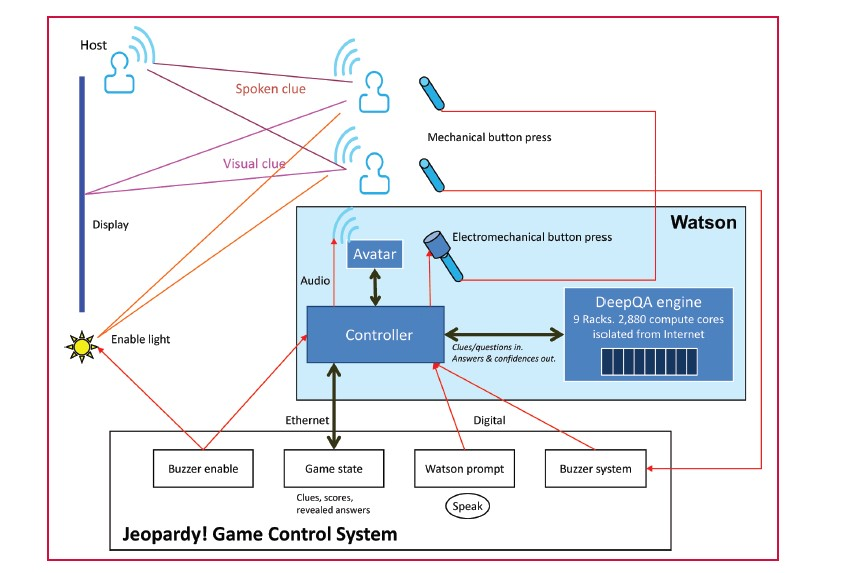 Host
Spoken clue
Mechanical button press
Visual clue
Display
Watson
Electromechanical button press
Avatar
Audio
DeepQA engine
9 Racks. 2,880 compute cores
isolated from Internet
Controller
Enable light
Clues/questions in.
Answers & confidences out.
Ethernet
Digital
Buzzer enable
Game state
Watson prompt
Buzzer system
Clues, scores,
revealed answers
Speak
Jeopardy! Game Control System